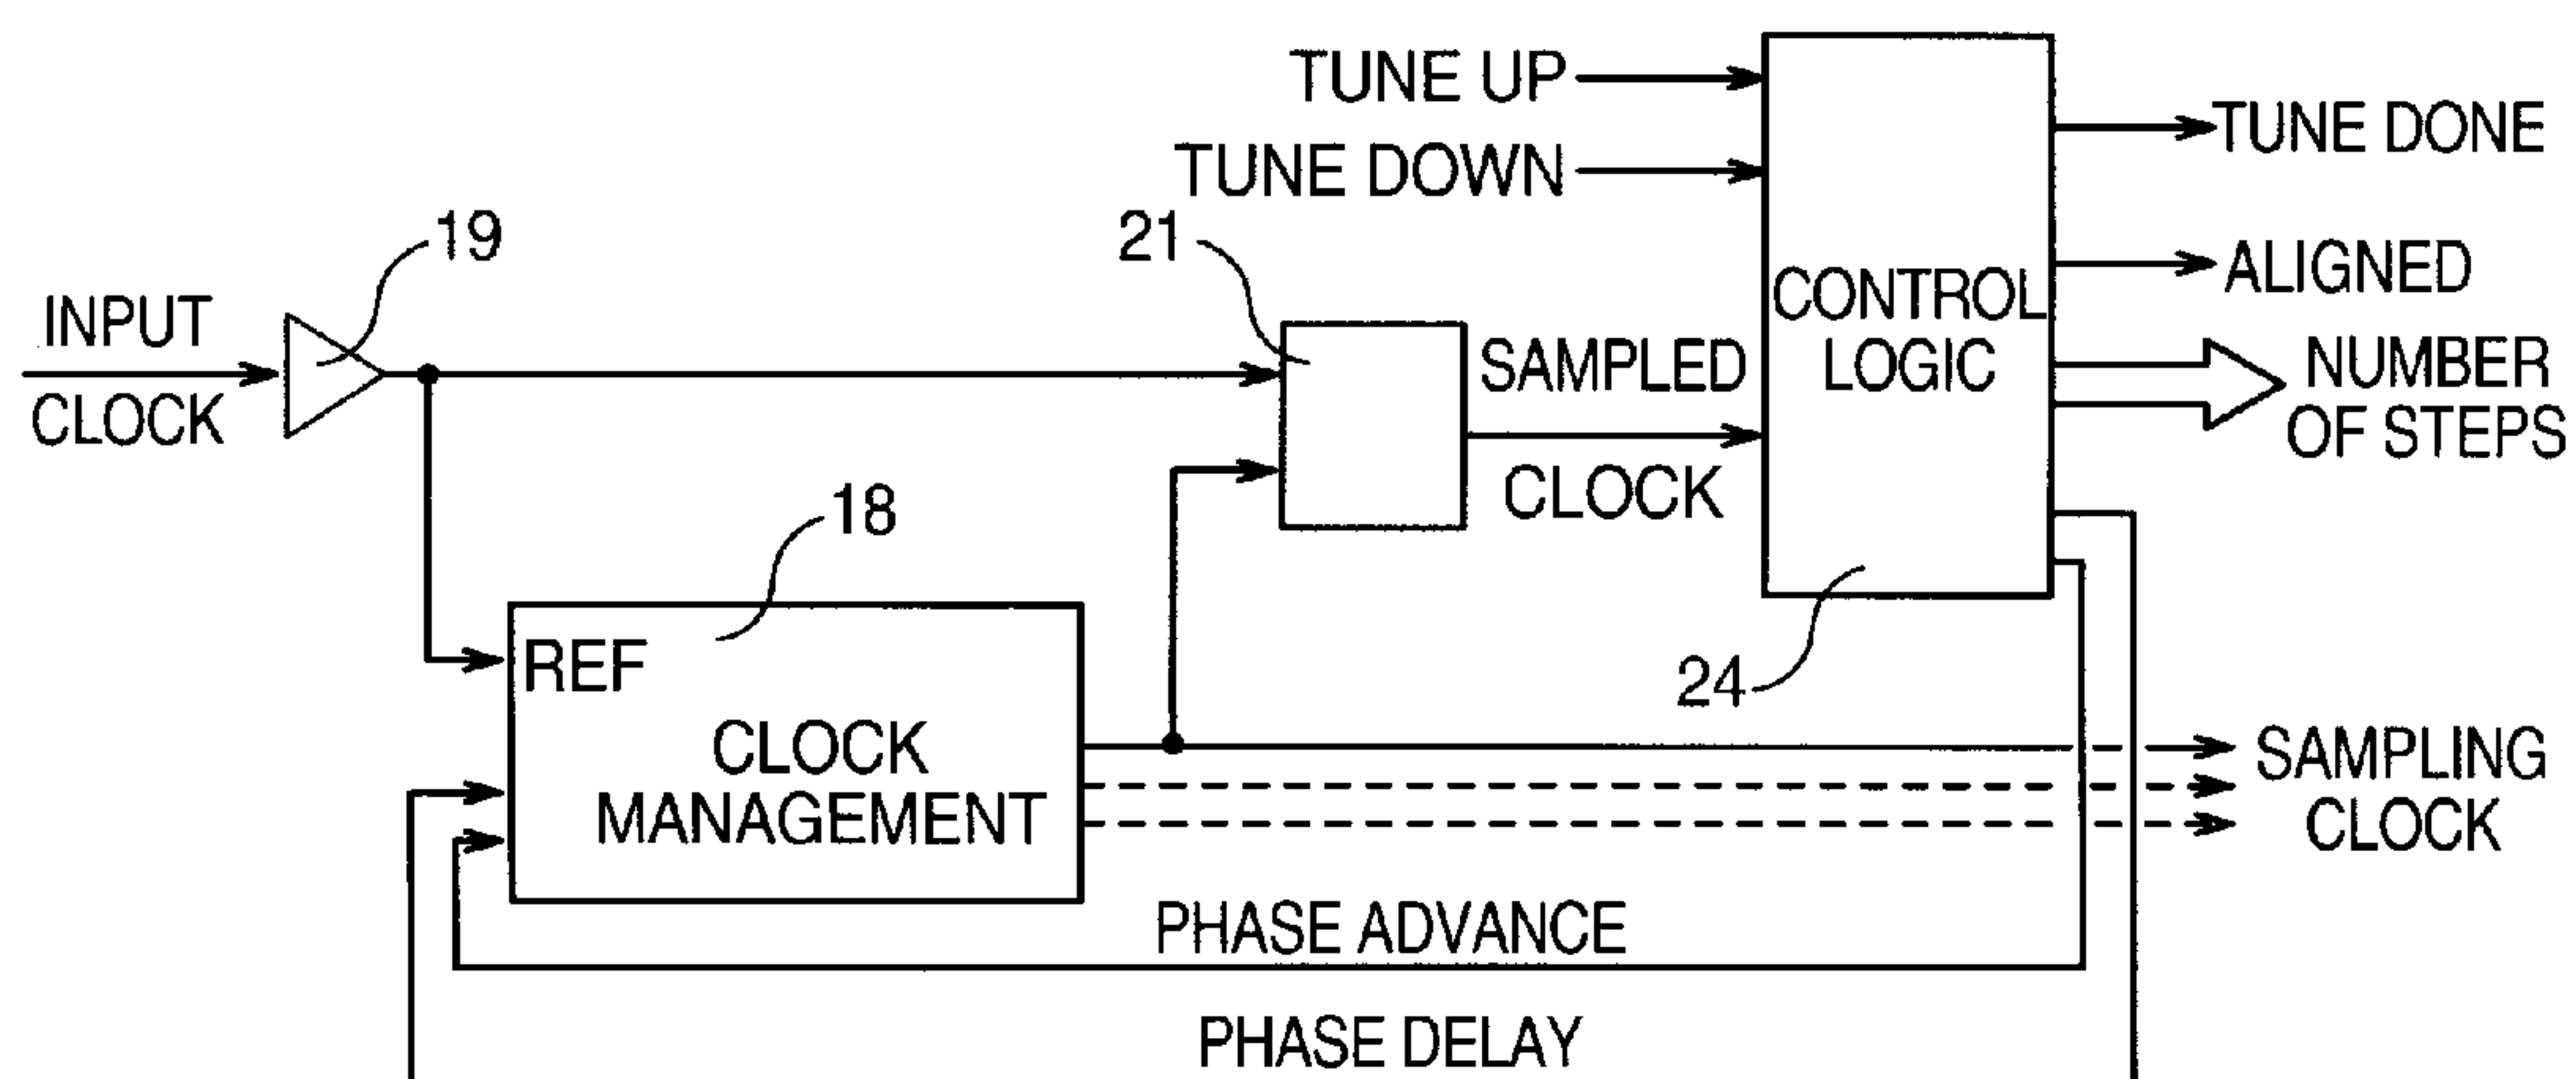 TUNE UP
TUNE DONE
TUNE DOWN
19
21
ALIGNED
INPUT
CLOCK
CONTROL
LOGIC
SAMPLED
CLOCK
NUMBER
OF STEPS
18
REF
24
CLOCK
MANAGEMENT
SAMPLING
CLOCK
PHASE ADVANCE
PHASE DELAY